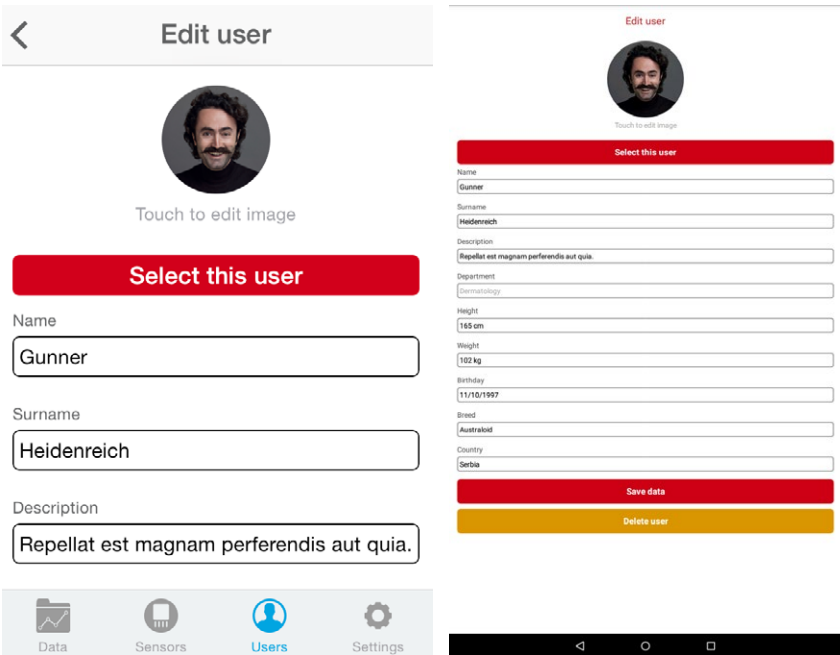 Edit user
Touch to edit image
Select this user
Name
Gunner
Surname
Heidenreich
Description
Repellat est magnam perferendis aut quia.
Data
Sensors
Users
Settings
Edit user
Touch to edit image
Select this user
Name
Gunner
Surname
Heidenreich
Description
Repellat est magnam perferendis aut quia.
Department
Dermatology
Height
165 cm
Weight
102 kg
Birthday
11/10/1997
Breed
Australoid
Country
Serbia
Save data
Delete user